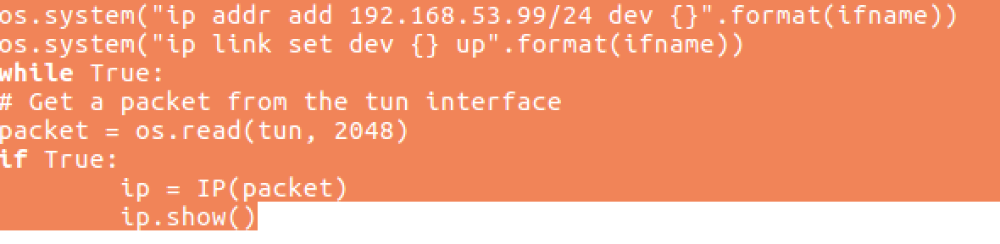 os.system("ip addr add 192.168.53.99/24 dev {}".format(ifname))
os.system("ip link set dev {} up".format(ifname))
while True:
# Get a packet from the tun interface
packet = os.read(tun, 2048)
if True:
        ip = IP(packet)
        ip.show()